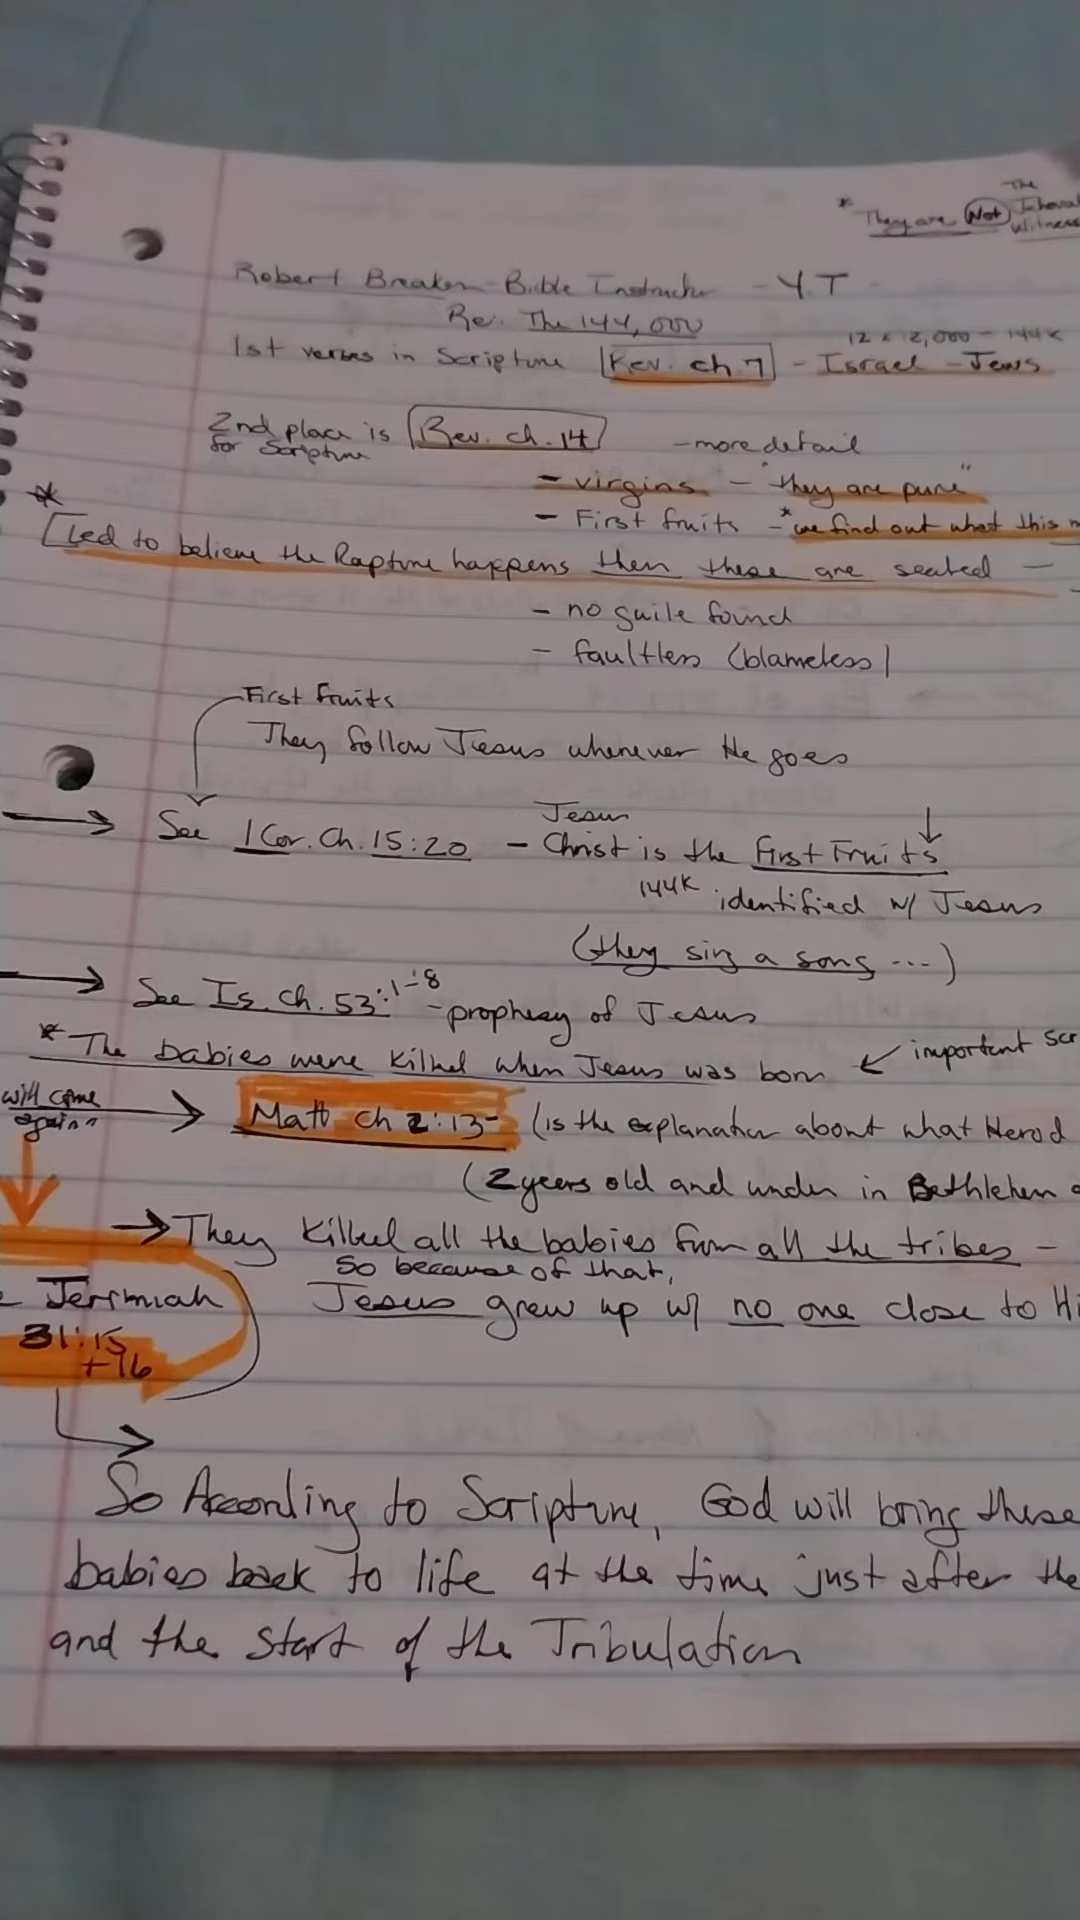 The
* They are Not Jehovah
Witness
Robert Breaker - Bible Instructor - Y.T -
Re: The 144,000
12 x 12,000 - 144K
1st verses in Scripture Rev. ch. 7 - Israel - Jews
2nd place is Rev. ch. 14 - more detail
for Scripture
- virgins - "they are pure"
*
- First fruits - * we find out what this
[Led to believe the Rapture happens then these are sealed -
- no guile found
- faultless (blameless)
First fruits
They follow Jesus whenever He goes
Jesus
→ See 1 Cor. Ch. 15:20 - Christ is the First Fruits
144K identified w/ Jesus
(they sing a song ...)
→ See Is. Ch. 53:1-8 - prophesy of Jesus
* The babies were killed when Jesus was born ← important
will come
again" → Matt ch 2:13- (is the explanation about what Herod
(2 years old and under in Bethlehem
→ They killed all the babies from all the tribes -
So because of that,
Jerimiah Jesus grew up w/ no one close to
31:15
+16
So According to Scripture, God will bring these
babies back to life at the time just after the
and the start of the Tribulation